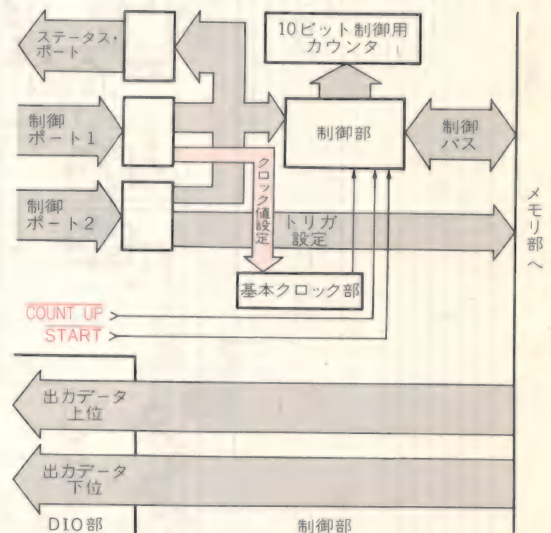 ステータス・
ポート
10ビット制御用
カウンタ
制御
ポート1
制御部
制御
バス
制御
ポート2
クロック値設定
トリガ
設定
メモリ部へ
基本クロック部
COUNT UP
START
出力データ
上位
出力データ
下位
DIO部
制御部